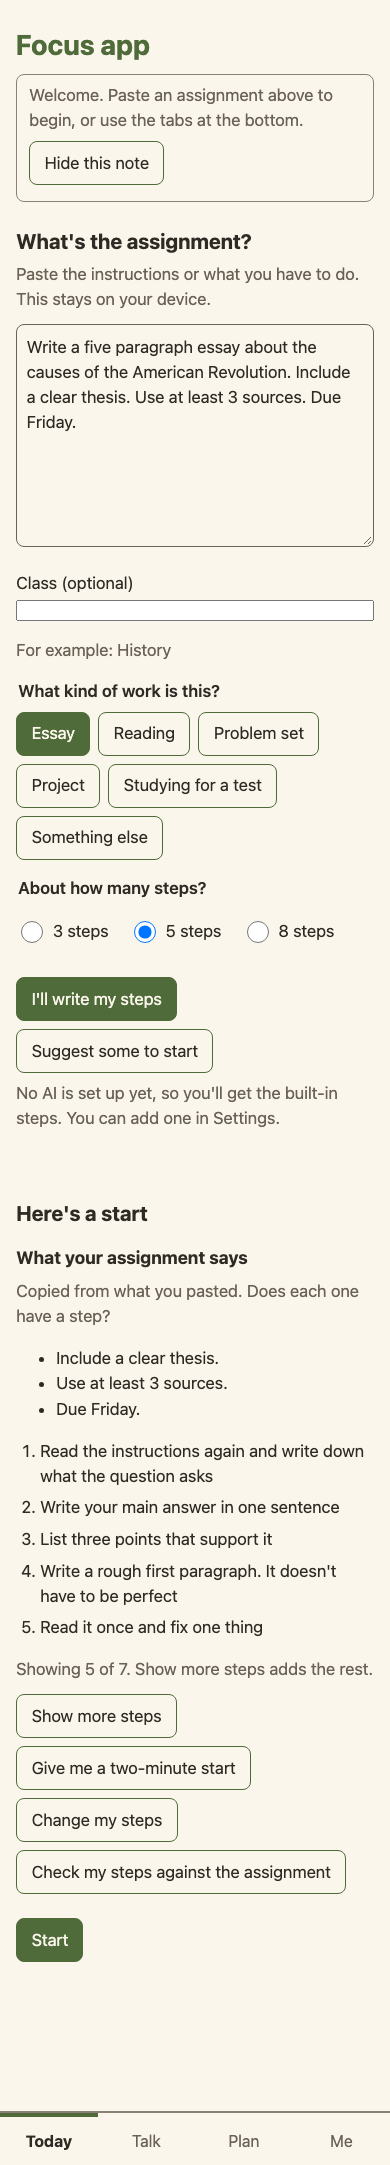 Focus app
Welcome. Paste an assignment above to
begin, or use the tabs at the bottom.
Hide this note
What's the assignment?
Paste the instructions or what you have to do.
This stays on your device.
Write a five paragraph essay about the
causes of the American Revolution. Include
a clear thesis. Use at least 3 sources. Due
Friday.
Class (optional)
For example: History
What kind of work is this?
Essay
Reading
Problem set
Project
Studying for a test
Something else
About how many steps?
3 steps
5 steps
8 steps
I'll write my steps
Suggest some to start
No AI is set up yet, so you'll get the built-in
steps. You can add one in Settings.
Here's a start
What your assignment says
Copied from what you pasted. Does each one
have a step?
• Include a clear thesis.
• Use at least 3 sources.
• Due Friday.
1. Read the instructions again and write down
what the question asks
2. Write your main answer in one sentence
3. List three points that support it
4. Write a rough first paragraph. It doesn't
have to be perfect
5. Read it once and fix one thing
Showing 5 of 7. Show more steps adds the rest.
Show more steps
Give me a two-minute start
Change my steps
Check my steps against the assignment
Start
Today
Talk
Plan
Me